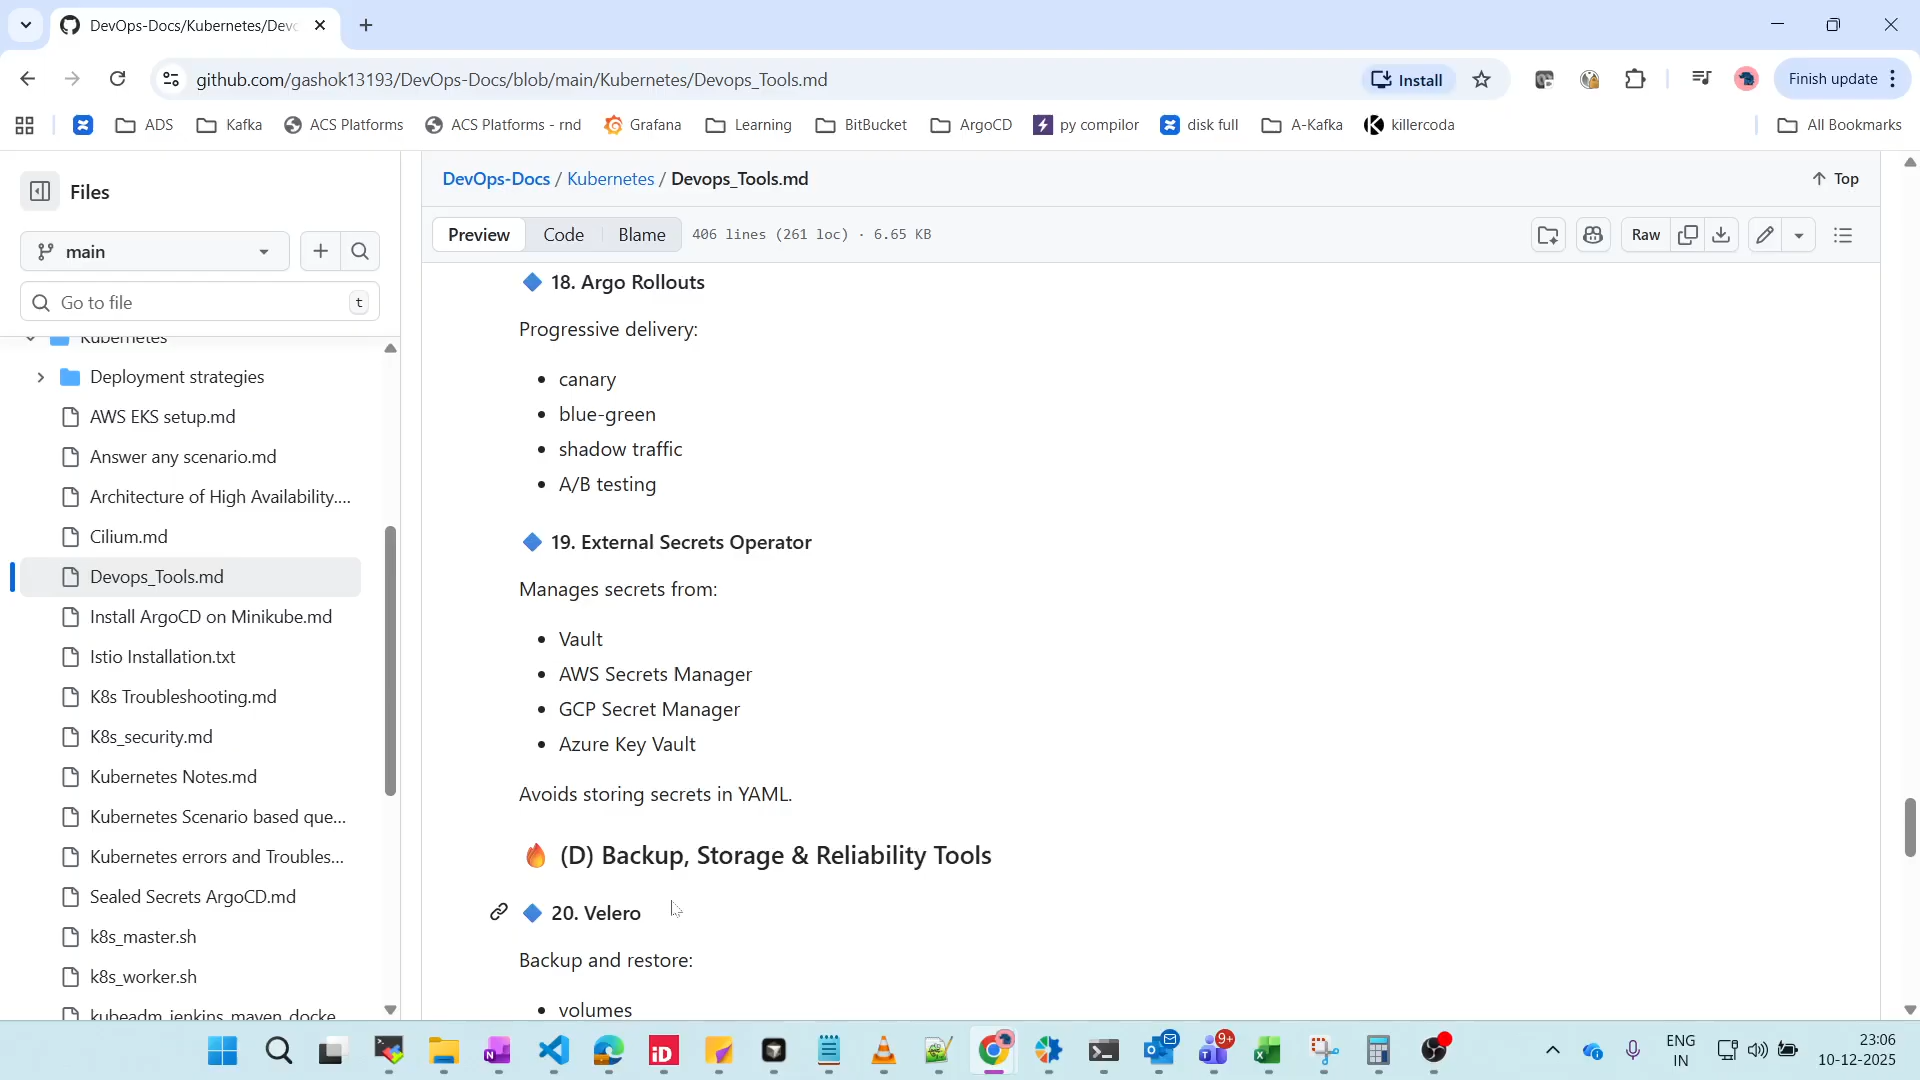 DevOps-Docs/Kubernetes/Devo
github.com/gashok13193/DevOps-Docs/blob/main/Kubernetes/Devops_Tools.md
Install
Finish update
ADS
Kafka
ACS Platforms
ACS Platforms - rnd
Grafana
Learning
BitBucket
ArgoCD
py compilor
disk full
A-Kafka
killercoda
All Bookmarks
Files
main
Go to file
t
Kubernetes
Deployment strategies
AWS EKS setup.md
Answer any scenario.md
Architecture of High Availability....
Cilium.md
Devops_Tools.md
Install ArgoCD on Minikube.md
Istio Installation.txt
K8s Troubleshooting.md
K8s_security.md
Kubernetes Notes.md
Kubernetes Scenario based que...
Kubernetes errors and Troubles...
Sealed Secrets ArgoCD.md
k8s_master.sh
k8s_worker.sh
kubeadm_jenkins_maven_docke
DevOps-Docs / Kubernetes / Devops_Tools.md
Top
Preview
Code
Blame
406 lines (261 loc) · 6.65 KB
Raw
18. Argo Rollouts
Progressive delivery:
• canary
• blue-green
• shadow traffic
• A/B testing
19. External Secrets Operator
Manages secrets from:
• Vault
• AWS Secrets Manager
• GCP Secret Manager
• Azure Key Vault
Avoids storing secrets in YAML.
(D) Backup, Storage & Reliability Tools
20. Velero
Backup and restore:
• volumes
iD
9+
ENG
IN
23:06
10-12-2025